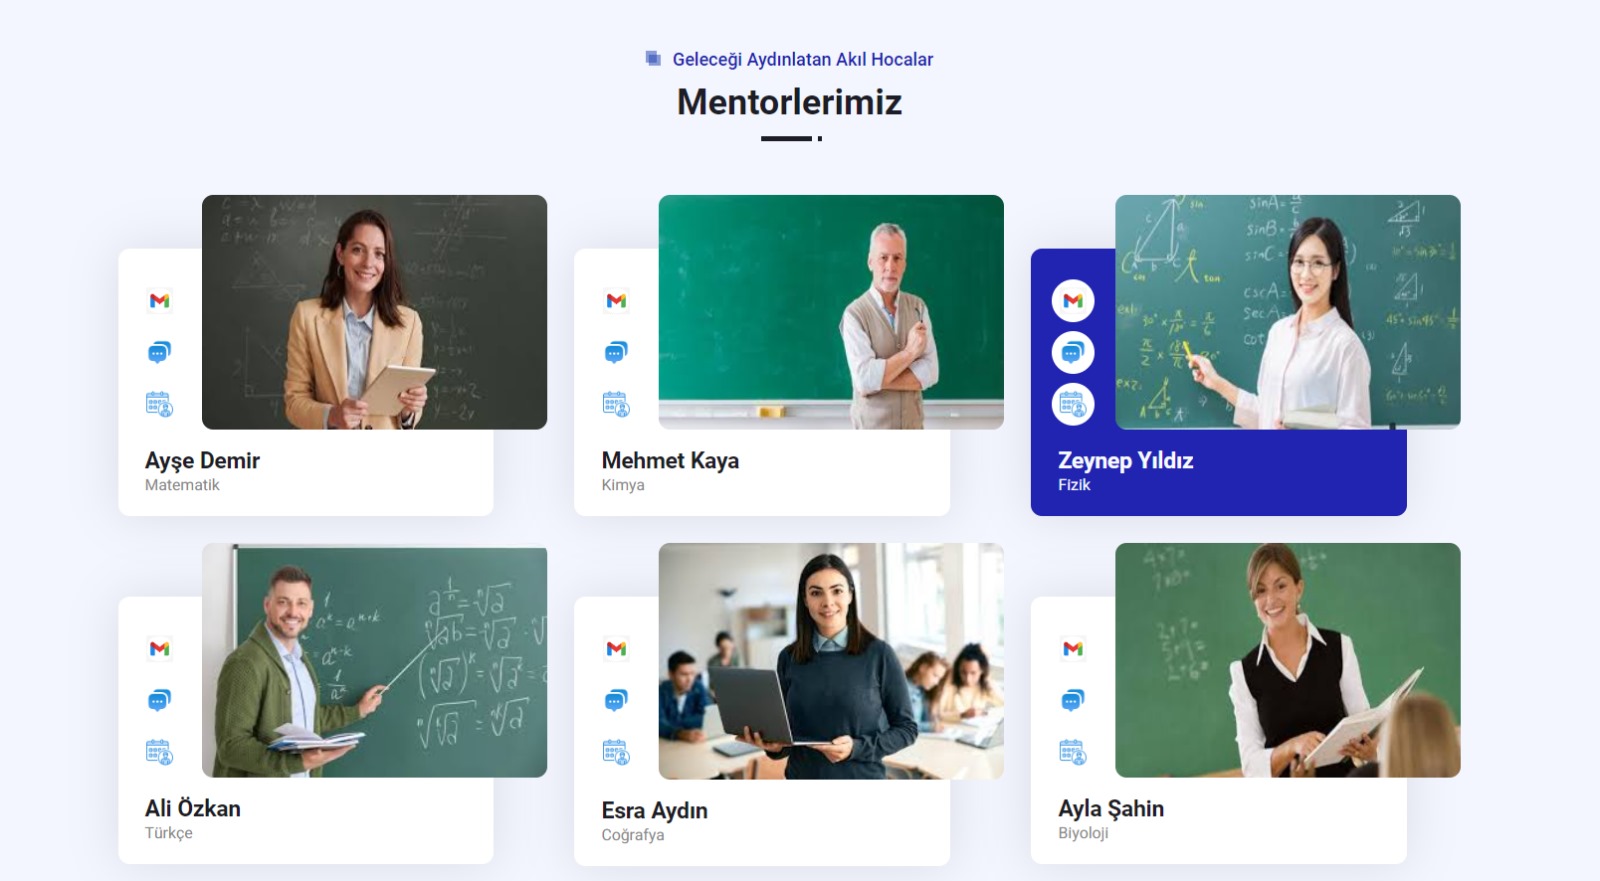 Geleceği Aydınlatan Akıl Hocalar
Mentorlerimiz
Ayşe Demir
Matematik
Mehmet Kaya
Kimya
Zeynep Yıldız
Fizik
Ali Özkan
Türkçe
Esra Aydın
Coğrafya
Ayla Şahin
Biyoloji